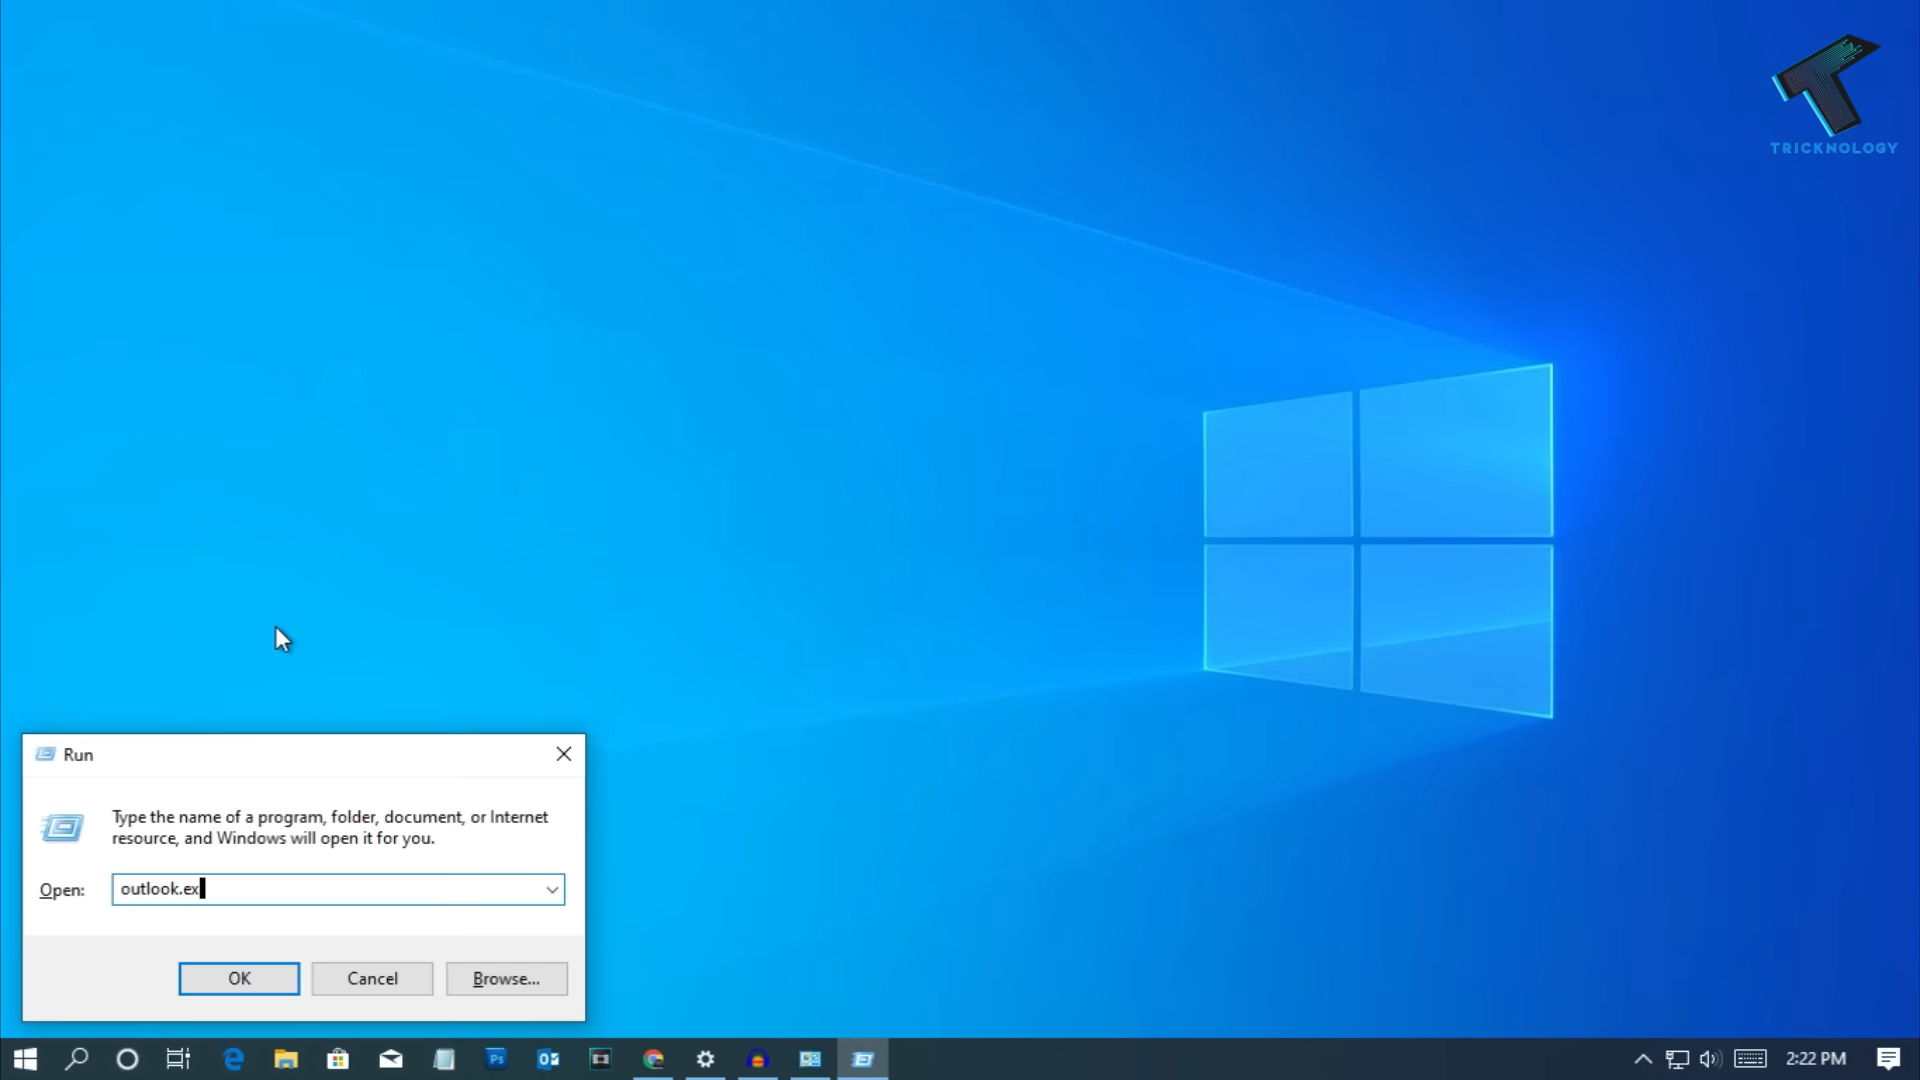 TRICKNOLOGY
Run
Type the name of a program, folder, document, or Internet
resource, and Windows will open it for you.
Open:
outlook.ex
OK
Cancel
Browse...
Ps
2:22 PM